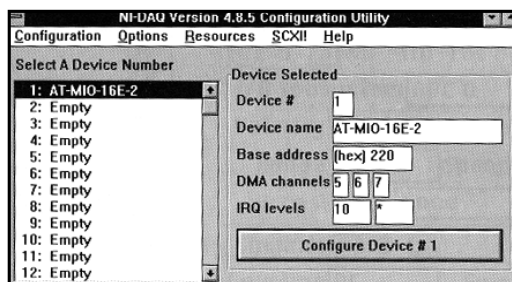 NI-DAQ Version 4.8.5 Configuration Utility
Configuration Options Resources SCXI! Help
Select A Device Number
1: AT-MIO-16E-2
2: Empty
3: Empty
4: Empty
5: Empty
6: Empty
7: Empty
8: Empty
9: Empty
10: Empty
11: Empty
12: Empty
Device Selected
Device # 1
Device name AT-MIO-16E-2
Base address (hex) 220
DMA channels 5 6 7
IRQ levels 10 *
Configure Device # 1